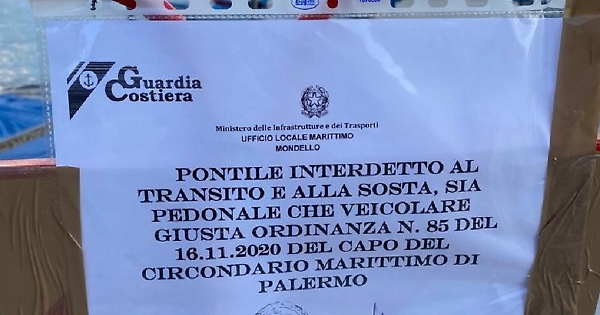 Guardia
Costiera
Ministero delle Infrastrutture e dei Trasporti
UFFICIO LOCALE MARITTIMO
MONDELLO
PONTILE INTERDETTO AL
TRANSITO E ALLA SOSTA, SIA
PEDONALE CHE VEICOLARE
GIUSTA ORDINANZA N. 85 DEL
16.11.2020 DEL CAPO DEL
CIRCONDARIO MARITTIMO DI
PALERMO